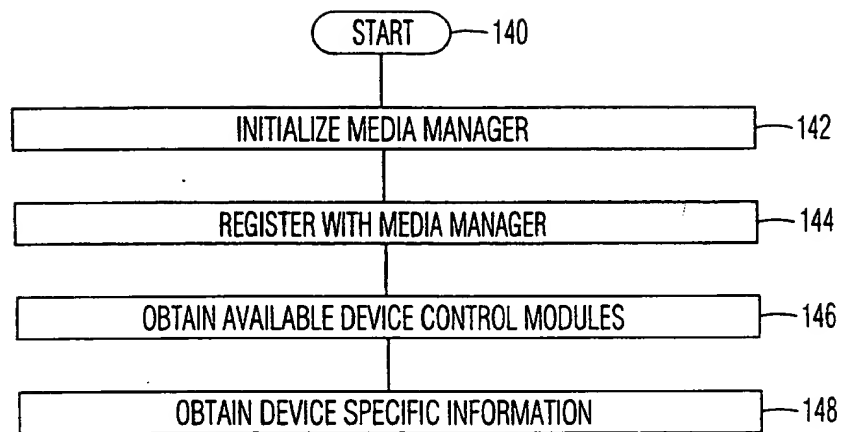 START 140
INITIALIZE MEDIA MANAGER 142
REGISTER WITH MEDIA MANAGER 144
OBTAIN AVAILABLE DEVICE CONTROL MODULES 146
OBTAIN DEVICE SPECIFIC INFORMATION 148